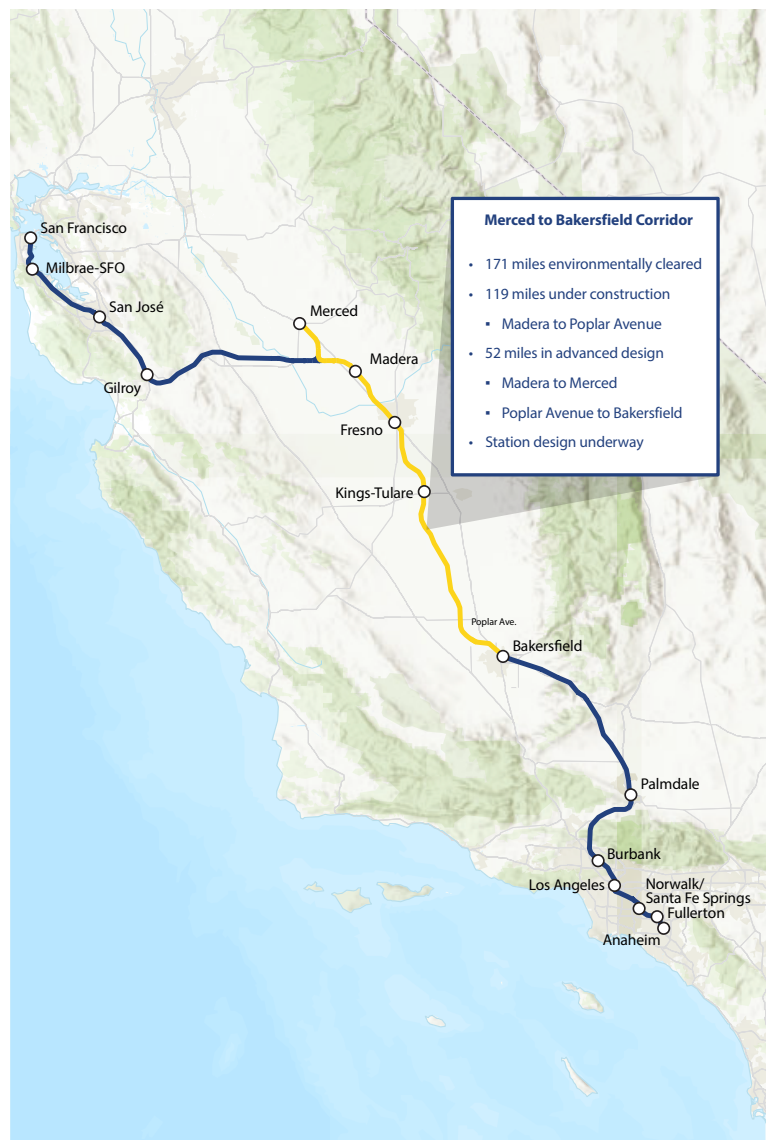 San Francisco
Milbrae-SFO
San José
Gilroy
Merced
Madera
Fresno
Kings-Tulare
Merced to Bakersfield Corridor
• 171 miles environmentally cleared
• 119 miles under construction
▪ Madera to Poplar Avenue
• 52 miles in advanced design
▪ Madera to Merced
▪ Poplar Avenue to Bakersfield
• Station design underway
Poplar Ave.
Bakersfield
Palmdale
Burbank
Los Angeles
Norwalk/
Santa Fe Springs
Fullerton
Anaheim